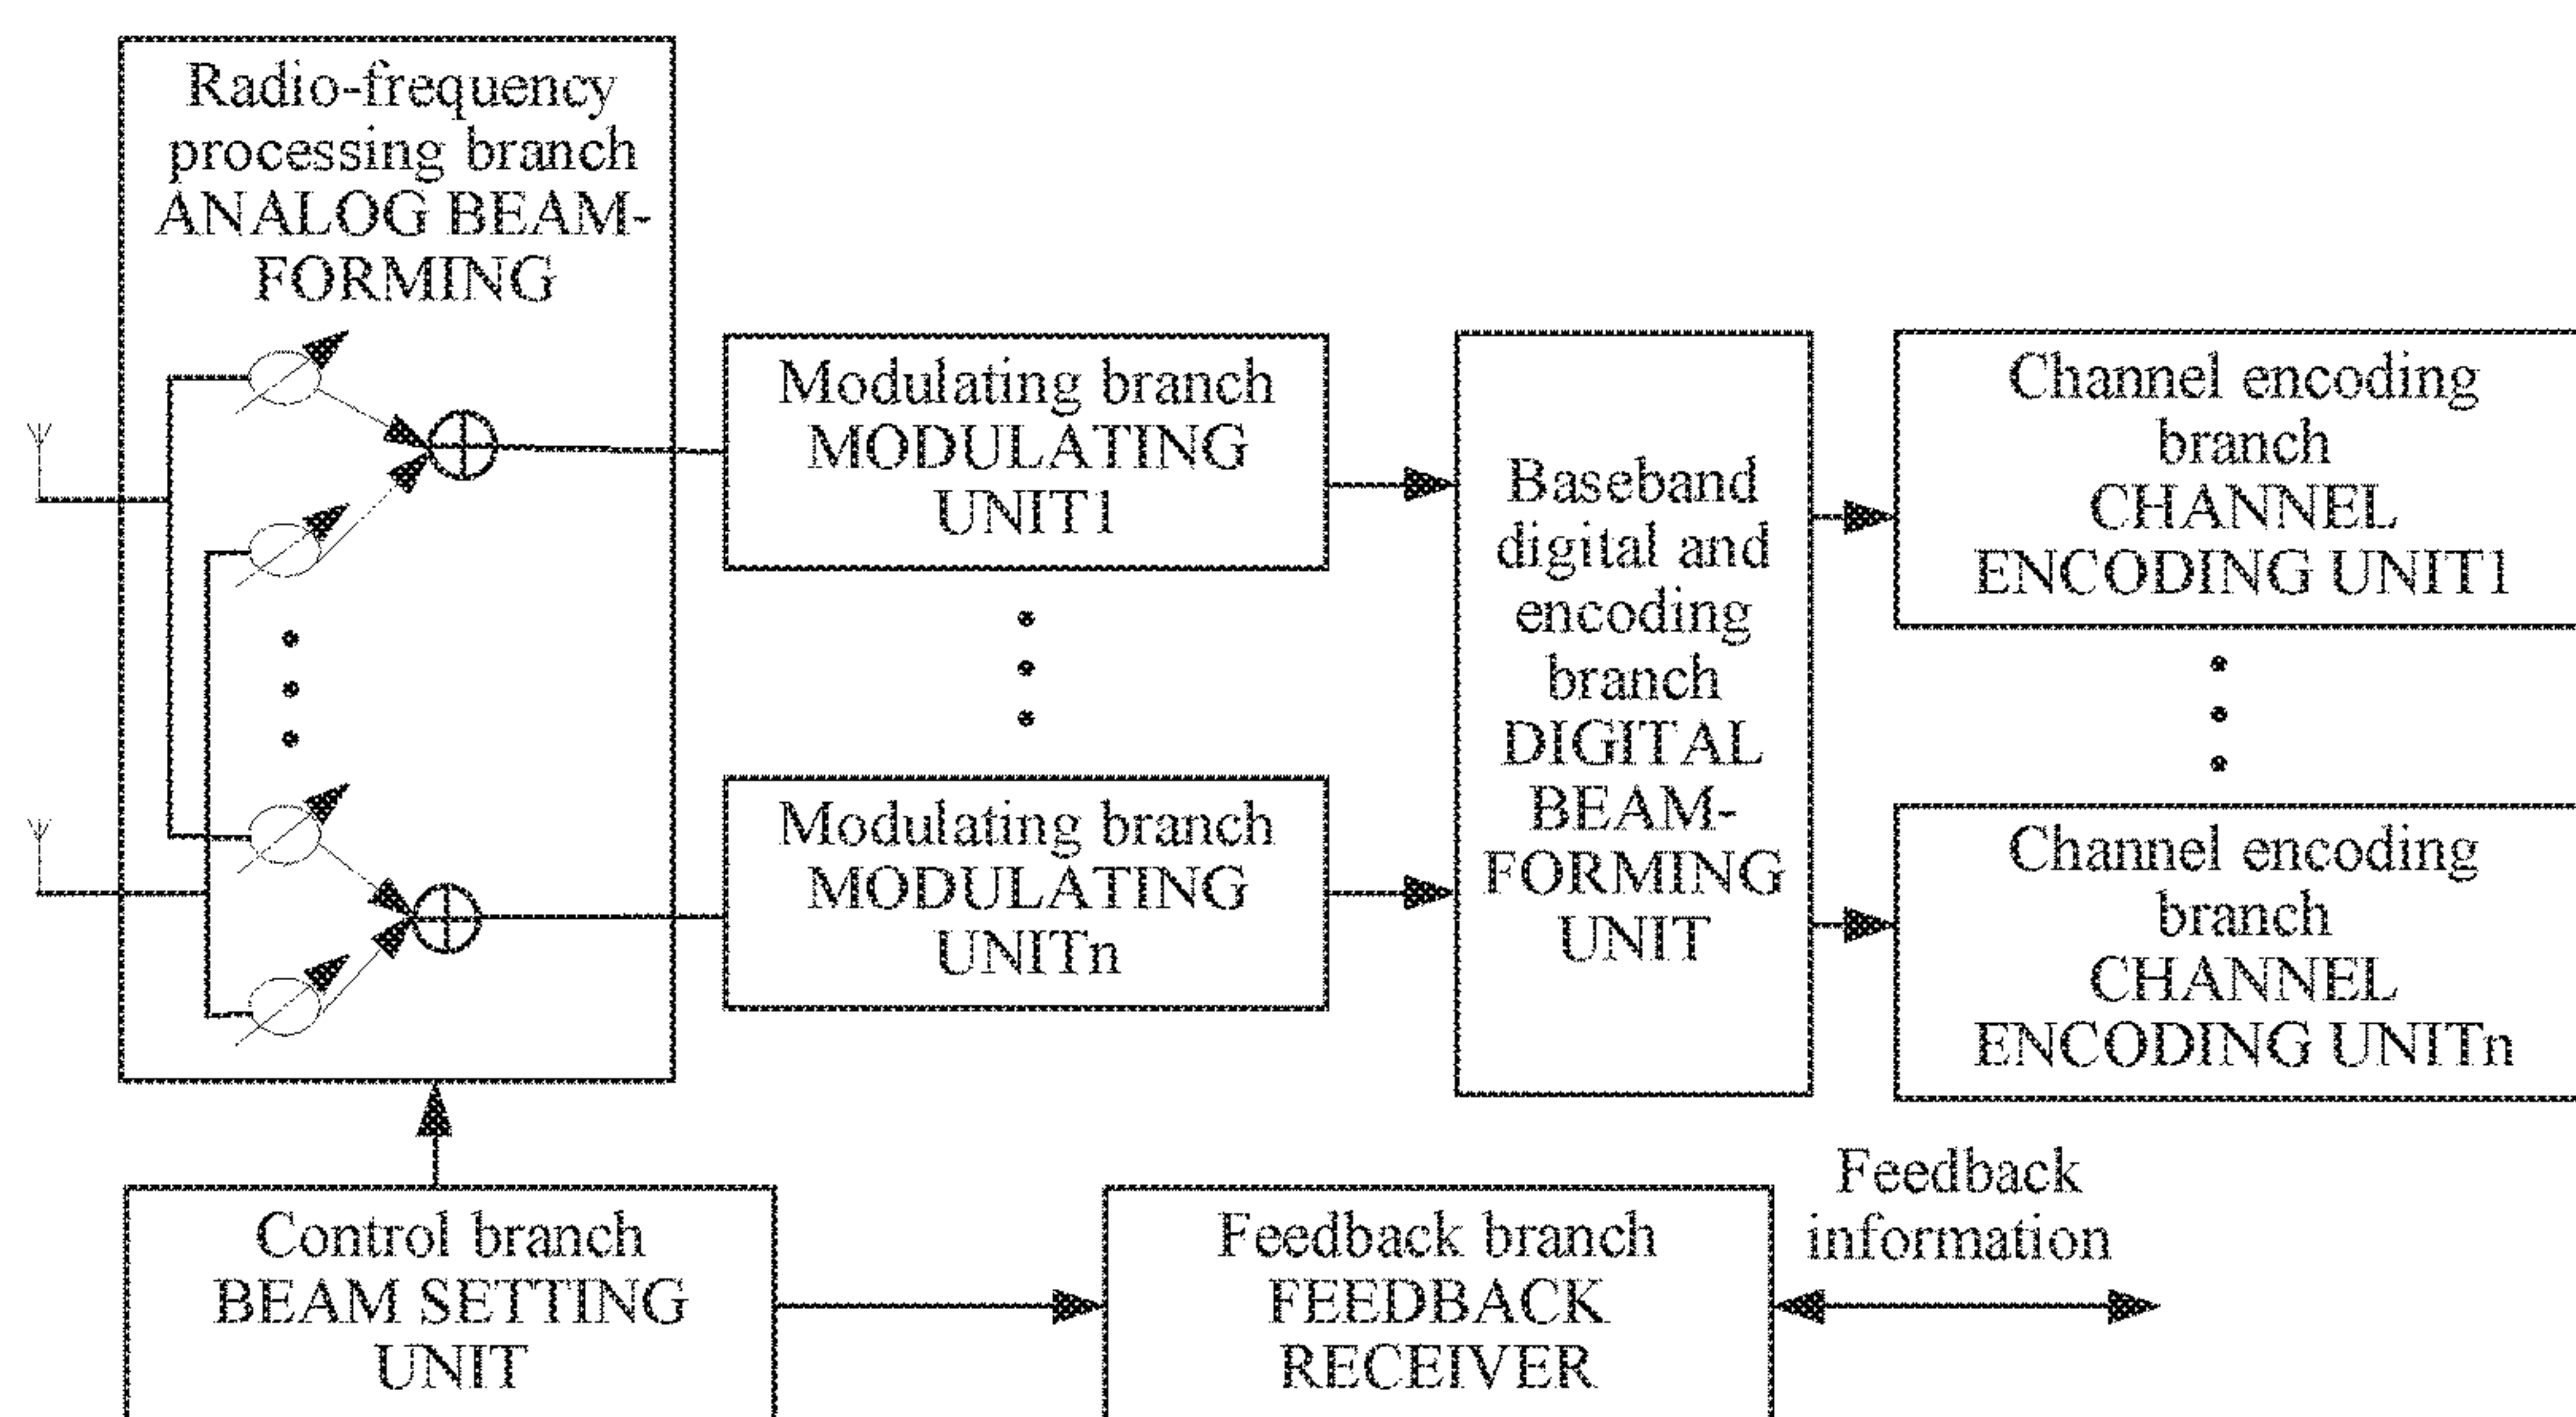 Radio-frequency
processing branch
ANALOG BEAM-
FORMING
Modulating branch
MODULATING
UNIT1
Modulating branch
MODULATING
UNITn
Baseband
digital and
encoding
branch
DIGITAL
BEAM-
FORMING
UNIT
Channel encoding
branch
CHANNEL
ENCODING UNIT1
Channel encoding
branch
CHANNEL
ENCODING UNITn
Control branch
BEAM SETTING
UNIT
Feedback branch
FEEDBACK
RECEIVER
Feedback
information